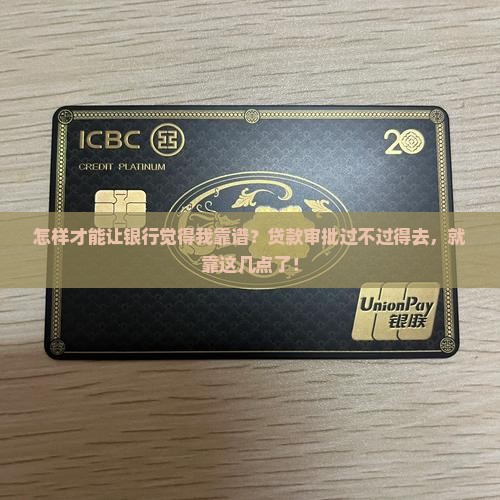 ICBC
20
CREDIT PLATINUM
怎样才能让银行觉得我靠谱？贷款审批过不过得去，就
靠这几点了！
UnionPay
银联